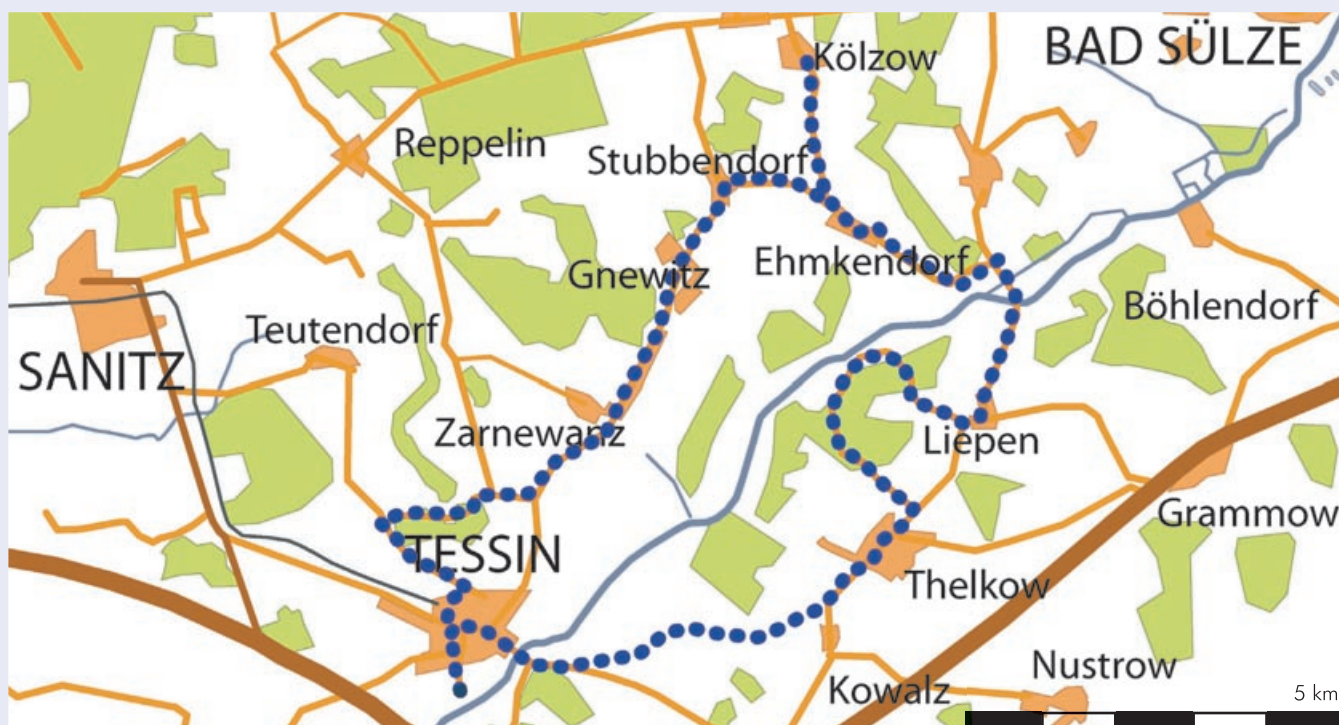 Kölzow
BAD SÜLZE
Reppelin
Stubbendorf
Ehmkendorf
Gnewitz
Böhlendorf
Teutendorf
SANITZ
Zarnewanz
Liepen
Grammow
TESSIN
Thelkow
Nustrow
Kowalz
5 km